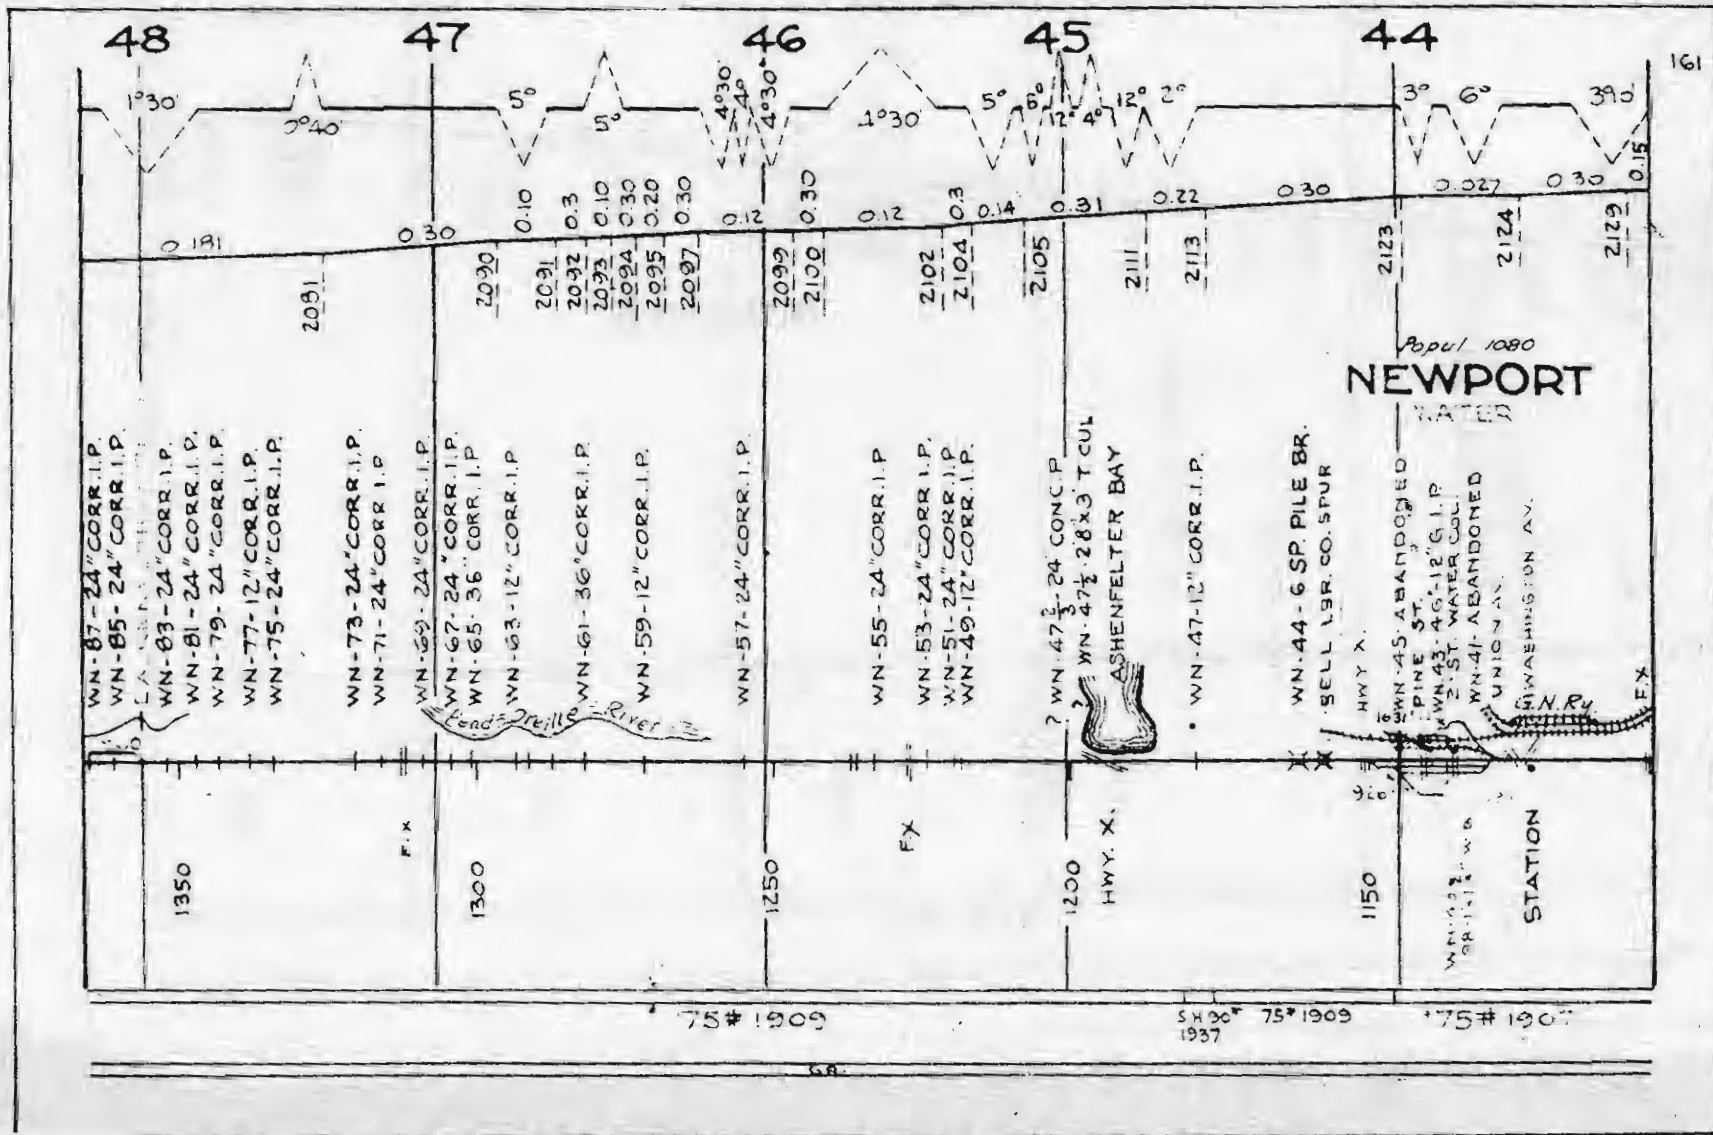 48 47 46 45 44
161
1°30' 5° 4°30' 4° 4°30' 5° 6° 12° 2° 3° 6°
5° 1°30' 12° 4°
0.10 0.3 0.10 0.30 0.20 0.30 0.12 0.30 0.12 0.3 0.14 0.31 0.22 0.30 0.027 0.30 0.15
0.181 0.30
2081 2090 2091 2092 2093 2094 2095 2097 2099 2100 2102 2104 2105 2111 2113 2123 2124 2129
Popul 1080
NEWPORT
WATER
WN-87-24"CORR.I.P.
WN-85-24"CORR.I.P.
WN-83-24"CORR.I.P.
WN-81-24"CORR.I.P.
WN-79-24"CORR.I.P.
WN-77-12"CORR.I.P.
WN-75-24"CORR.I.P.
WN-73-24"CORR.I.P.
WN-71-24"CORR I.P
WN-69-24"CORR.I.P.
WN-67-24"CORR.I.P.
WN-65-36"CORR.I.P
WN-63-12"CORR.I.P
WN-61-36"CORR.I.P.
WN-59-12"CORR.I.P.
WN-57-24"CORR.I.P.
WN-55-24"CORR.I.P
WN-53-24"CORR I.P.
WN-51-24"CORR I.P.
WN-49-12"CORR.I.P.
? WN-47⅔-24"CONC.P
? WN-47½-28'x3' T CUL
ASHENFELTER BAY
WN-47-12"CORR.I.P.
WN-44-6 SP. PILE BR.
SELL LBR. CO. SPUR
HWY X.
WN-45-ABANDONED
PINE ST.
WN-43-46'-12"G.I.P.
2-ST. WATER COL.
WN-41-ABANDONED
UNION AV.
WASHINGTON AV.
Pend-Oreille River
G.N.Ry.
F.X
1631
926'
F.X F.X HWY. X. STATION
1350 1300 1250 1200 1150
75# 1909
75# 1909
75# 1907
1937
G.R.